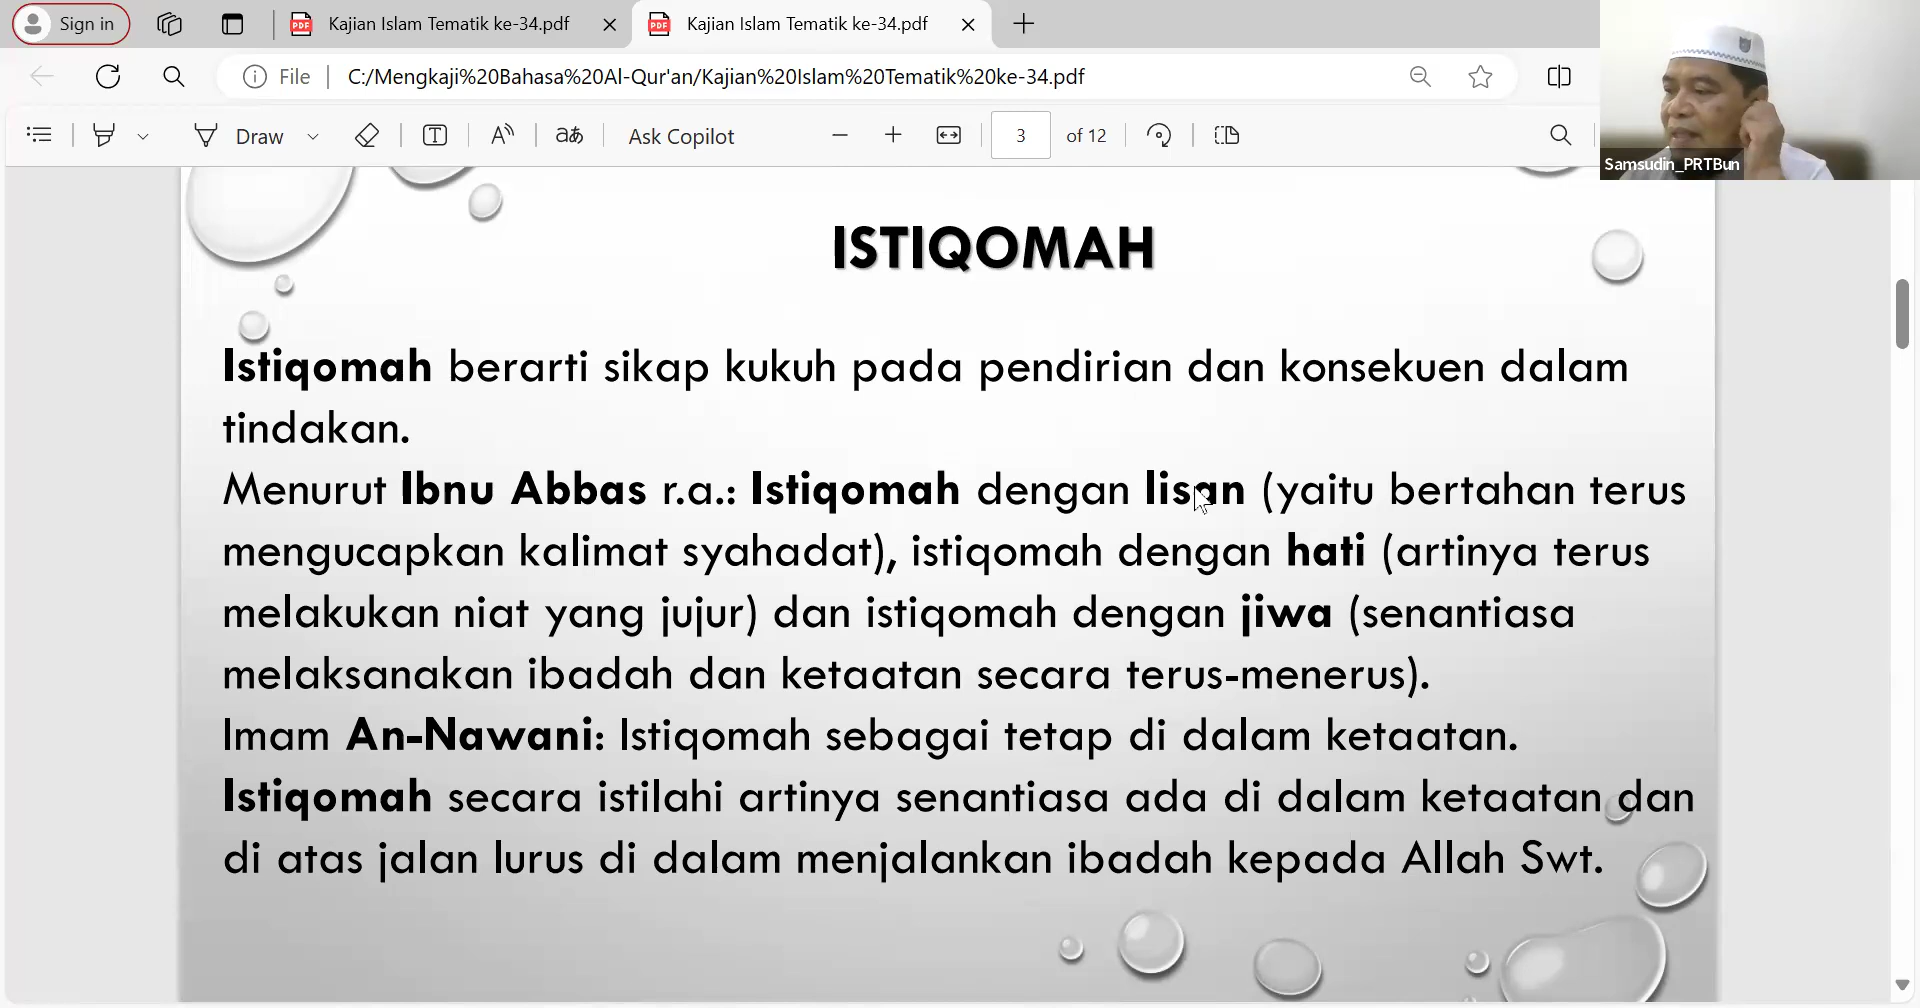 Sign in
Kajian Islam Tematik ke-34.pdf
Kajian Islam Tematik ke-34.pdf
File
C:/Mengkaji%20Bahasa%20Al-Qur'an/Kajian%20Islam%20Tematik%20ke-34.pdf
Draw
T
A
aあ
Ask Copilot
3
of 12
Samsudin_PRTBun
ISTIQOMAH
Istiqomah berarti sikap kukuh pada pendirian dan konsekuen dalam
tindakan.
Menurut Ibnu Abbas r.a.: Istiqomah dengan lisan (yaitu bertahan terus
mengucapkan kalimat syahadat), istiqomah dengan hati (artinya terus
melakukan niat yang jujur) dan istiqomah dengan jiwa (senantiasa
melaksanakan ibadah dan ketaatan secara terus-menerus).
Imam An-Nawani: Istiqomah sebagai tetap di dalam ketaatan.
Istiqomah secara istilahi artinya senantiasa ada di dalam ketaatan dan
di atas jalan lurus di dalam menjalankan ibadah kepada Allah Swt.